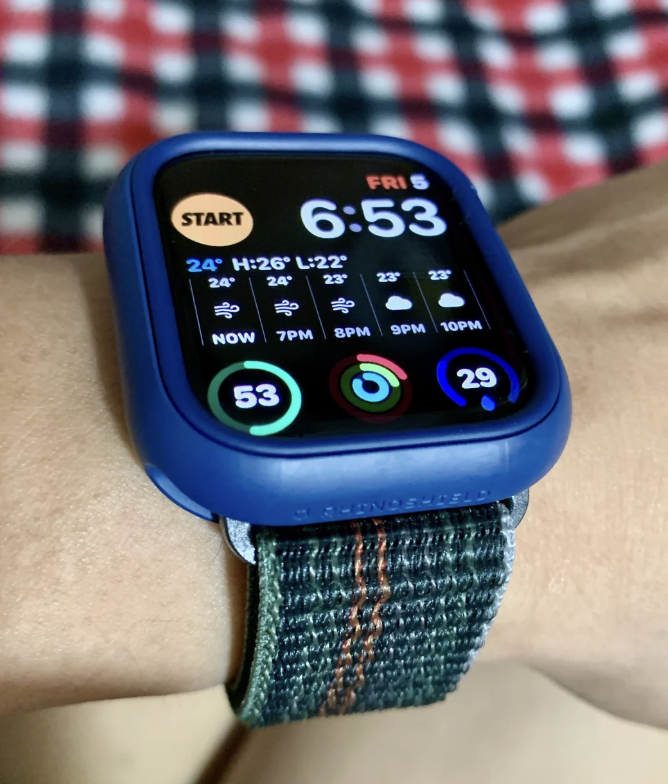 FRI 5
START
6:53
24° H:26° L:22°
24° 24° 23° 23° 23°
NOW 7PM 8PM 9PM 10PM
53 29
RHINOSHIELD